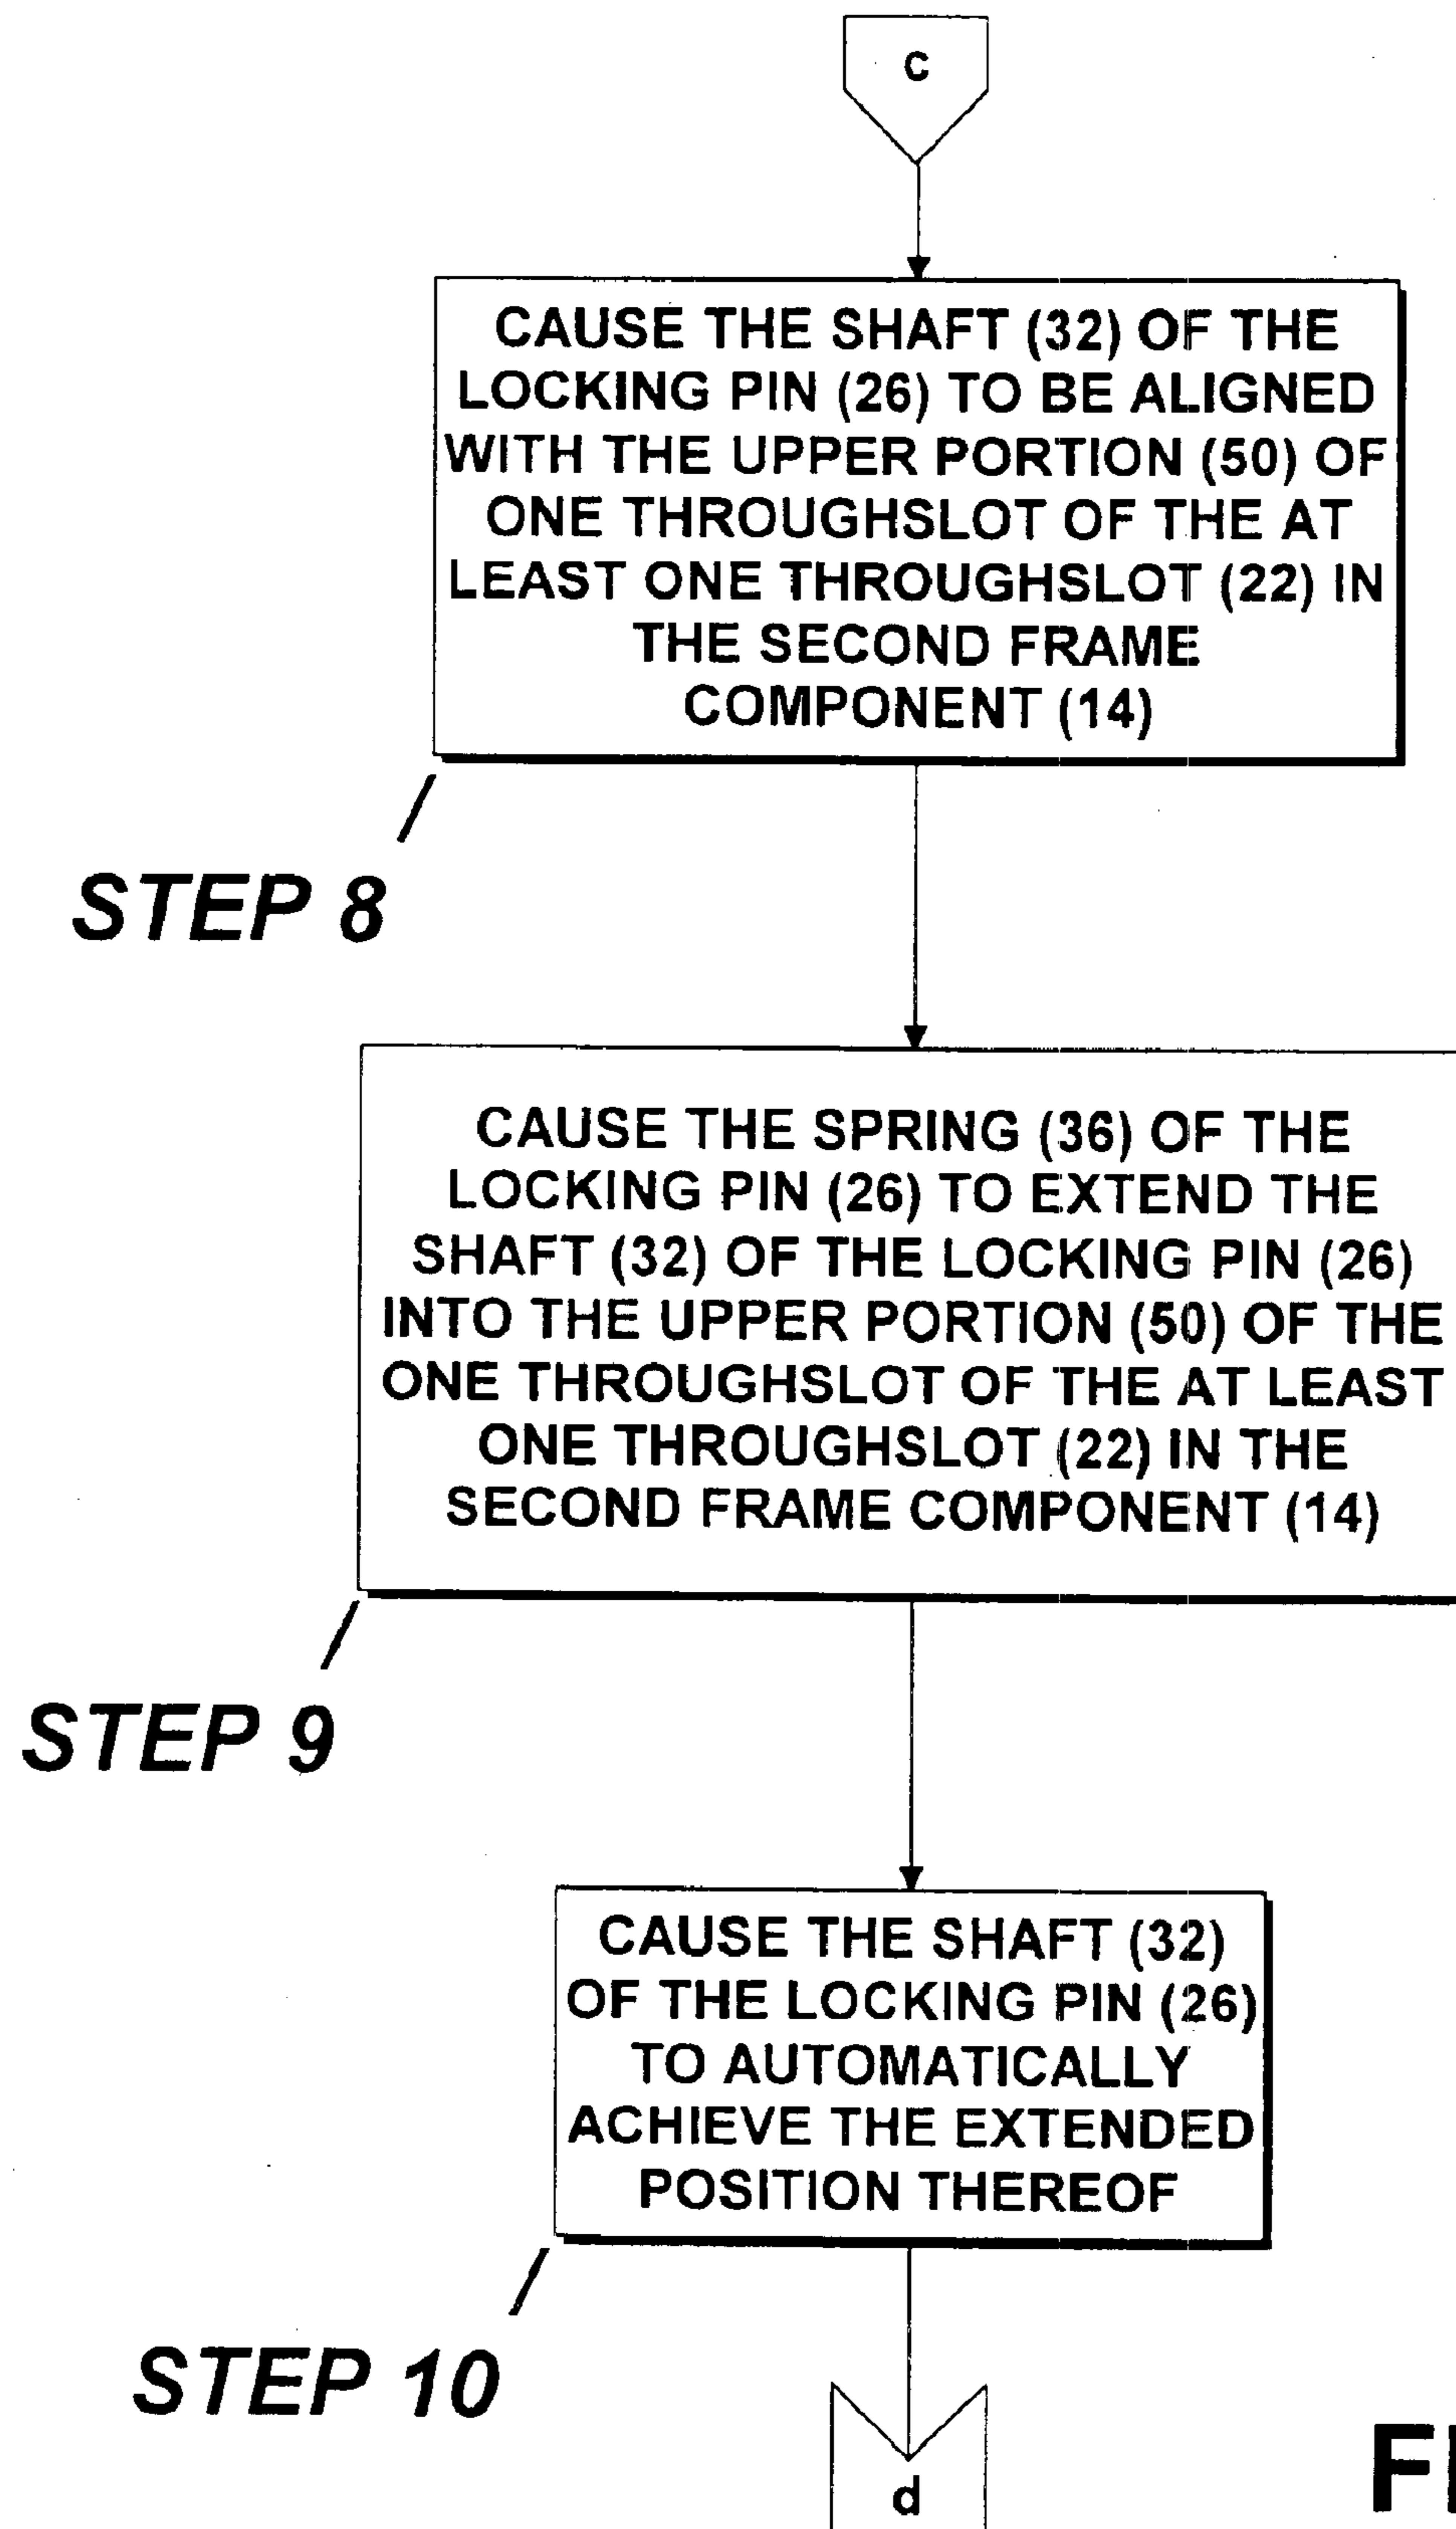 c
CAUSE THE SHAFT (32) OF THE
LOCKING PIN (26) TO BE ALIGNED
WITH THE UPPER PORTION (50) OF
ONE THROUGHSLOT OF THE AT
LEAST ONE THROUGHSLOT (22) IN
THE SECOND FRAME
COMPONENT (14)
STEP 8
CAUSE THE SPRING (36) OF THE
LOCKING PIN (26) TO EXTEND THE
SHAFT (32) OF THE LOCKING PIN (26)
INTO THE UPPER PORTION (50) OF THE
ONE THROUGHSLOT OF THE AT LEAST
ONE THROUGHSLOT (22) IN THE
SECOND FRAME COMPONENT (14)
STEP 9
CAUSE THE SHAFT (32)
OF THE LOCKING PIN (26)
TO AUTOMATICALLY
ACHIEVE THE EXTENDED
POSITION THEREOF
STEP 10
d